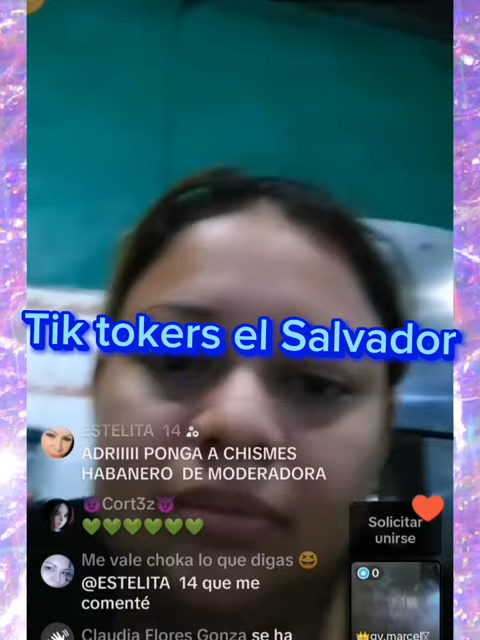 Tik tokers el Salvador
ESTELITA 14
ADRIIIII PONGA A CHISMES
HABANERO DE MODERADORA
Cort3z
Solicitar
unirse
Me vale choka lo que digas
@ESTELITA 14 que me
comenté
0
Claudia Flores Gonza se ha